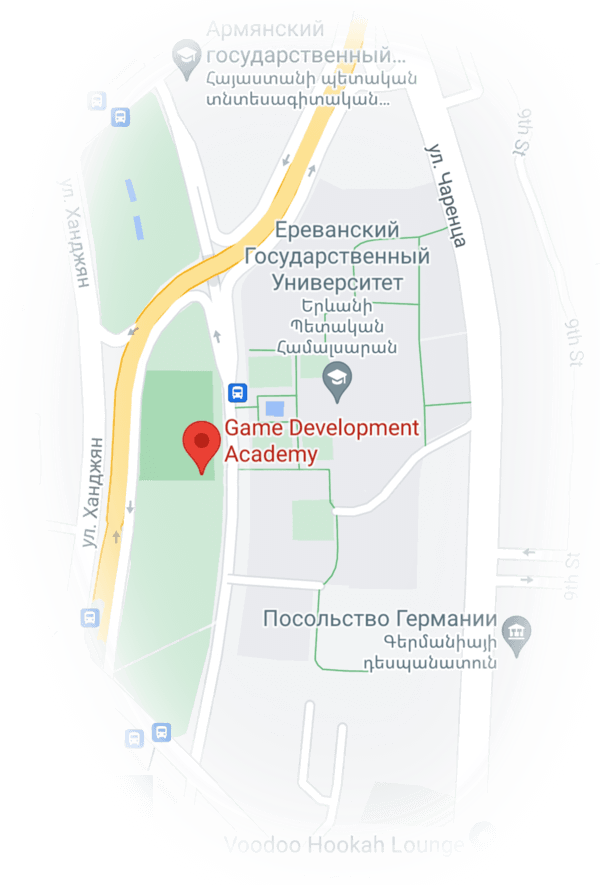 Армянский
государственный...
Հայաստանի պետական
տնտեսագիտական...
9th St
ул. Чаренца
ул. Ханджян
Ереванский
Государственный
Университет
Երևանի
Պետական
Համալսարան
9th St
Game Development
Academy
ул. Ханджян
9th St
Посольство Германии
Գերմանիայի
դեսպանատուն
Voodoo Hookah Lounge